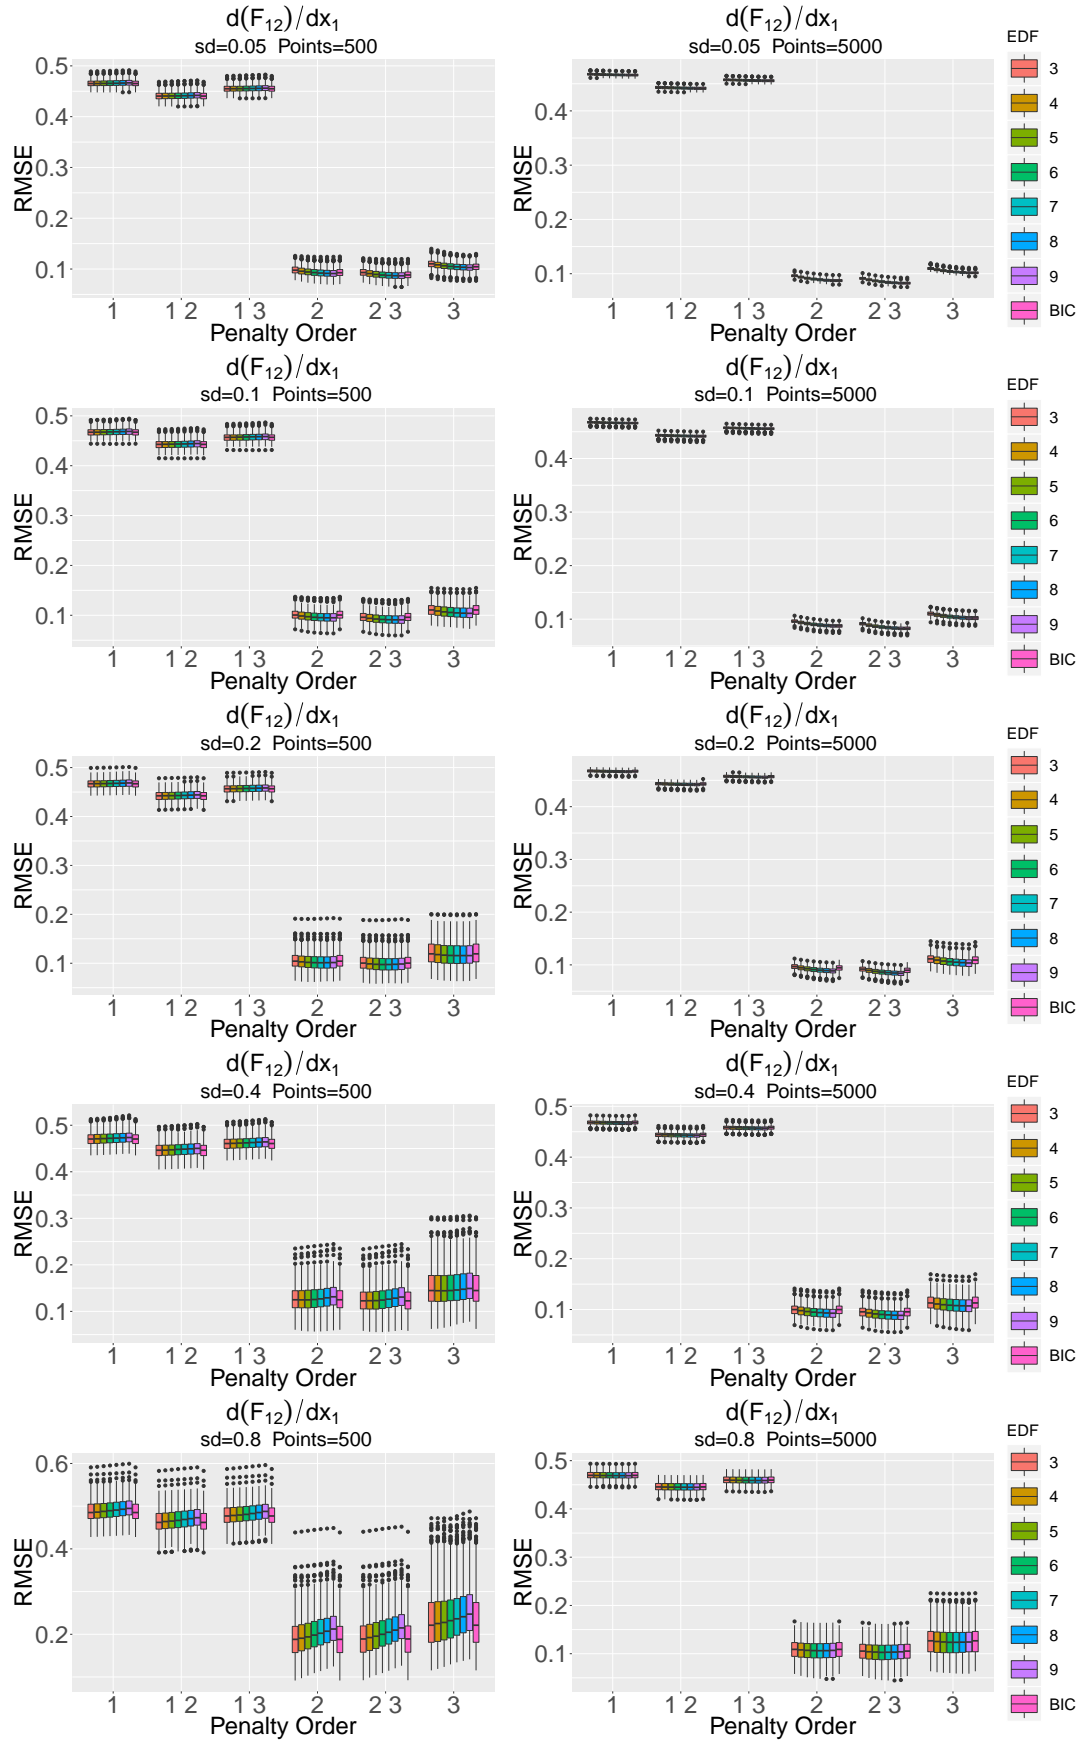 d(F12)/dx1
sd=0.05 Points=500
RMSE
0.5
0.4
0.3
0.2
0.1
1 1 2 1 3 2 2 3 3
Penalty Order
d(F12)/dx1
sd=0.05 Points=5000
RMSE
0.4
0.3
0.2
0.1
1 1 2 1 3 2 2 3 3
Penalty Order
EDF
3
4
5
6
7
8
9
BIC
d(F12)/dx1
sd=0.1 Points=500
RMSE
0.5
0.4
0.3
0.2
0.1
1 1 2 1 3 2 2 3 3
Penalty Order
d(F12)/dx1
sd=0.1 Points=5000
RMSE
0.4
0.3
0.2
0.1
1 1 2 1 3 2 2 3 3
Penalty Order
EDF
3
4
5
6
7
8
9
BIC
d(F12)/dx1
sd=0.2 Points=500
RMSE
0.5
0.4
0.3
0.2
0.1
1 1 2 1 3 2 2 3 3
Penalty Order
d(F12)/dx1
sd=0.2 Points=5000
RMSE
0.4
0.3
0.2
0.1
1 1 2 1 3 2 2 3 3
Penalty Order
EDF
3
4
5
6
7
8
9
BIC
d(F12)/dx1
sd=0.4 Points=500
RMSE
0.5
0.4
0.3
0.2
0.1
1 1 2 1 3 2 2 3 3
Penalty Order
d(F12)/dx1
sd=0.4 Points=5000
RMSE
0.5
0.4
0.3
0.2
0.1
1 1 2 1 3 2 2 3 3
Penalty Order
EDF
3
4
5
6
7
8
9
BIC
d(F12)/dx1
sd=0.8 Points=500
RMSE
0.6
0.4
0.2
1 1 2 1 3 2 2 3 3
Penalty Order
d(F12)/dx1
sd=0.8 Points=5000
RMSE
0.5
0.4
0.3
0.2
0.1
1 1 2 1 3 2 2 3 3
Penalty Order
EDF
3
4
5
6
7
8
9
BIC